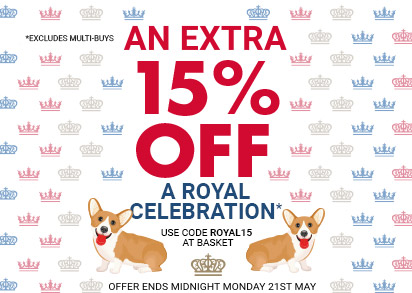 *EXCLUDES MULTI-BUYS
AN EXTRA
15%
OFF
A ROYAL
CELEBRATION*
USE CODE ROYAL15
AT BASKET
OFFER ENDS MIDNIGHT MONDAY 21ST MAY